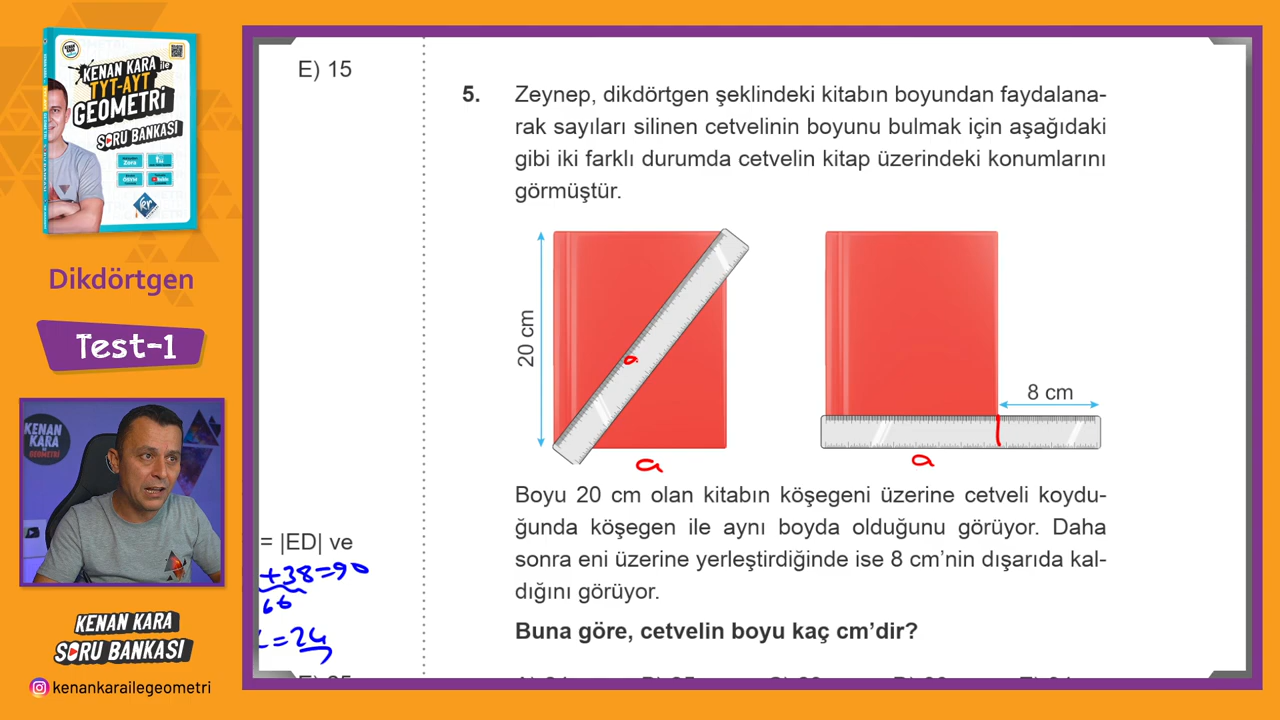 KENAN KARA ile
TYT-AYT
GEOMETRİ
SORU BANKASI
Dikdörtgen
Test-1
KENAN
KARA
GEOMETRİ
KENAN KARA
SORU BANKASI
kenankarailegeometri
E) 15
= |ED| ve
+38=90
66
=24
5. Zeynep, dikdörtgen şeklindeki kitabın boyundan faydalana-
rak sayıları silinen cetvelinin boyunu bulmak için aşağıdaki
gibi iki farklı durumda cetvelin kitap üzerindeki konumlarını
görmüştür.
20 cm
a
a
8 cm
a
Boyu 20 cm olan kitabın köşegeni üzerine cetveli koydu-
ğunda köşegen ile aynı boyda olduğunu görüyor. Daha
sonra eni üzerine yerleştirdiğinde ise 8 cm'nin dışarıda kal-
dığını görüyor.
Buna göre, cetvelin boyu kaç cm'dir?